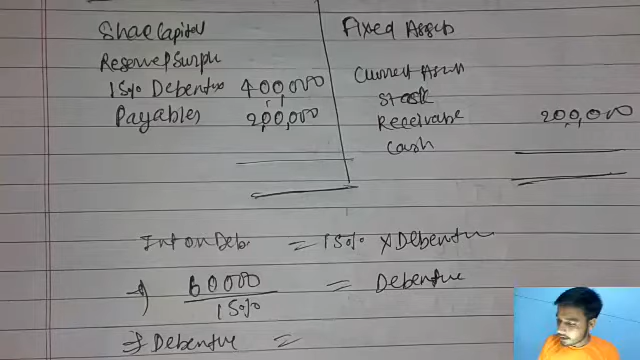 Share Capital
Fixed Assets
Reserve Surplu
Current Assets
15% Debentures 400,000
Stock
Payables 200,000
Receivable 200,000
Cash
Int on Deb. = 15% x Debenture
→ 60000 / 15% = Debenture
⇒ Debenture =